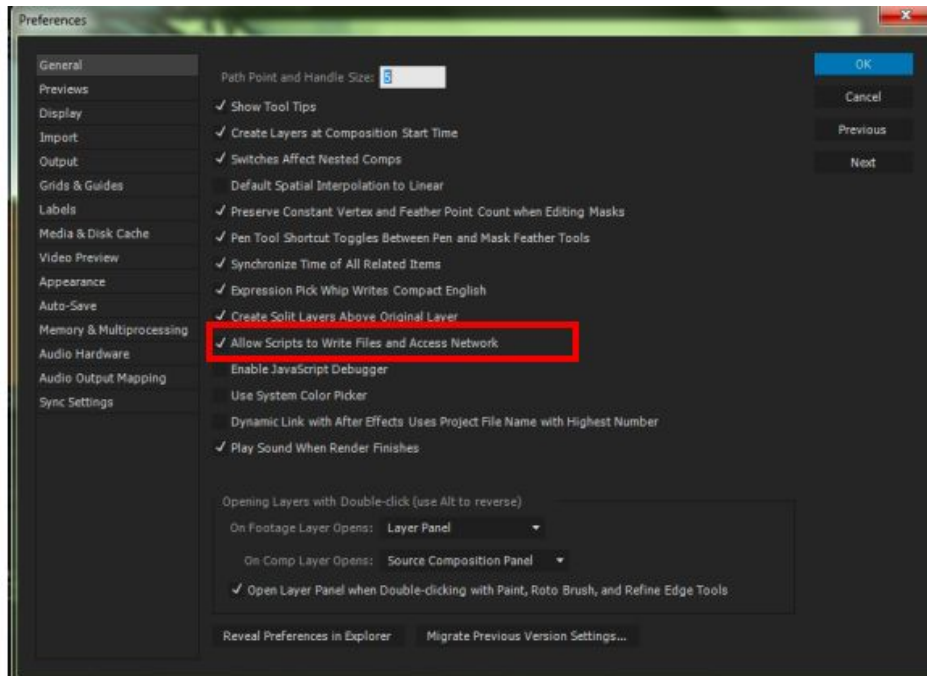 Preferences
General
Previews
Display
Import
Output
Grids & Guides
Labels
Media & Disk Cache
Video Preview
Appearance
Auto-Save
Memory & Multiprocessing
Audio Hardware
Audio Output Mapping
Sync Settings
Path Point and Handle Size: 5
Show Tool Tips
Create Layers at Composition Start Time
Switches Affect Nested Comps
Default Spatial Interpolation to Linear
Preserve Constant Vertex and Feather Point Count when Editing Masks
Pen Tool Shortcut Toggles Between Pen and Mask Feather Tools
Synchronize Time of All Related Items
Expression Pick Whip Writes Compact English
Create Split Layers Above Original Layer
Allow Scripts to Write Files and Access Network
Enable JavaScript Debugger
Use System Color Picker
Dynamic Link with After Effects Uses Project File Name with Highest Number
Play Sound When Render Finishes
Opening Layers with Double-click (use Alt to reverse)
On Footage Layer Opens: Layer Panel
On Comp Layer Opens: Source Composition Panel
Open Layer Panel when Double-clicking with Paint, Roto Brush, and Refine Edge Tools
Reveal Preferences in Explorer
Migrate Previous Version Settings...
OK
Cancel
Previous
Next